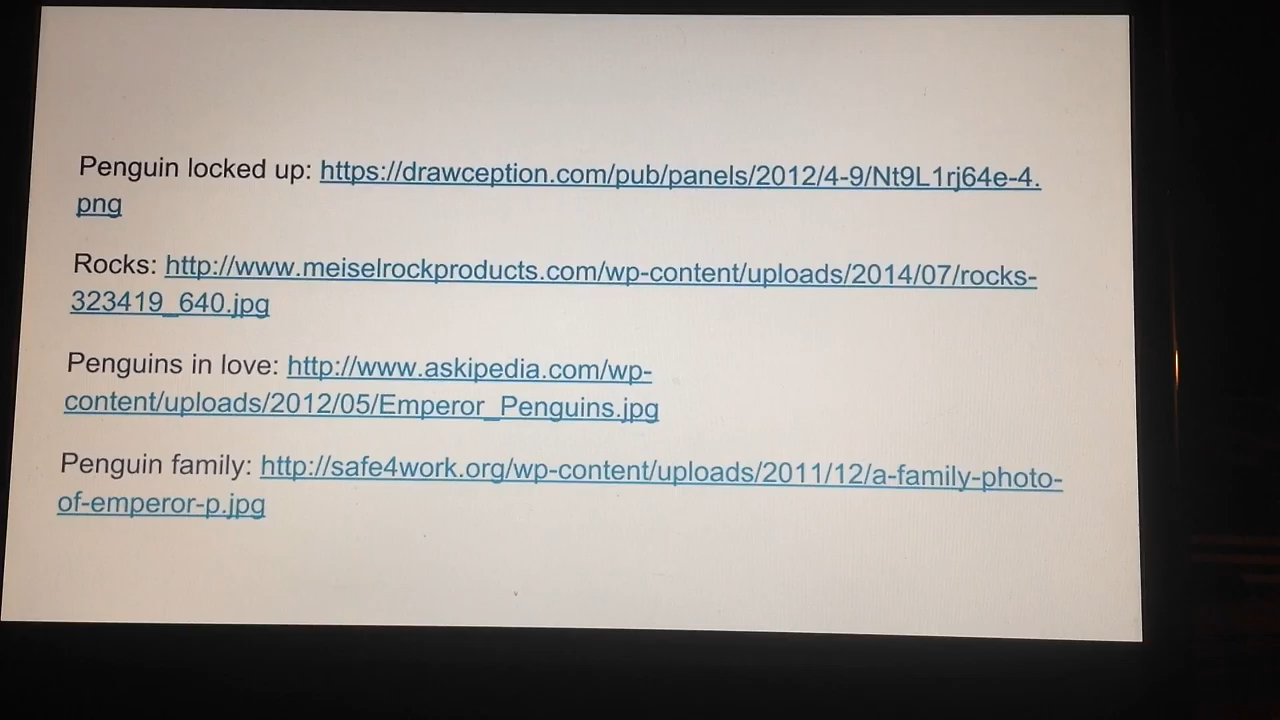 Penguin locked up: https://drawception.com/pub/panels/2012/4-9/Nt9L1rj64e-4.
png
Rocks: http://www.meiselrockproducts.com/wp-content/uploads/2014/07/rocks-
323419_640.jpg
Penguins in love: http://www.askipedia.com/wp-
content/uploads/2012/05/Emperor_Penguins.jpg
Penguin family: http://safe4work.org/wp-content/uploads/2011/12/a-family-photo-
of-emperor-p.jpg